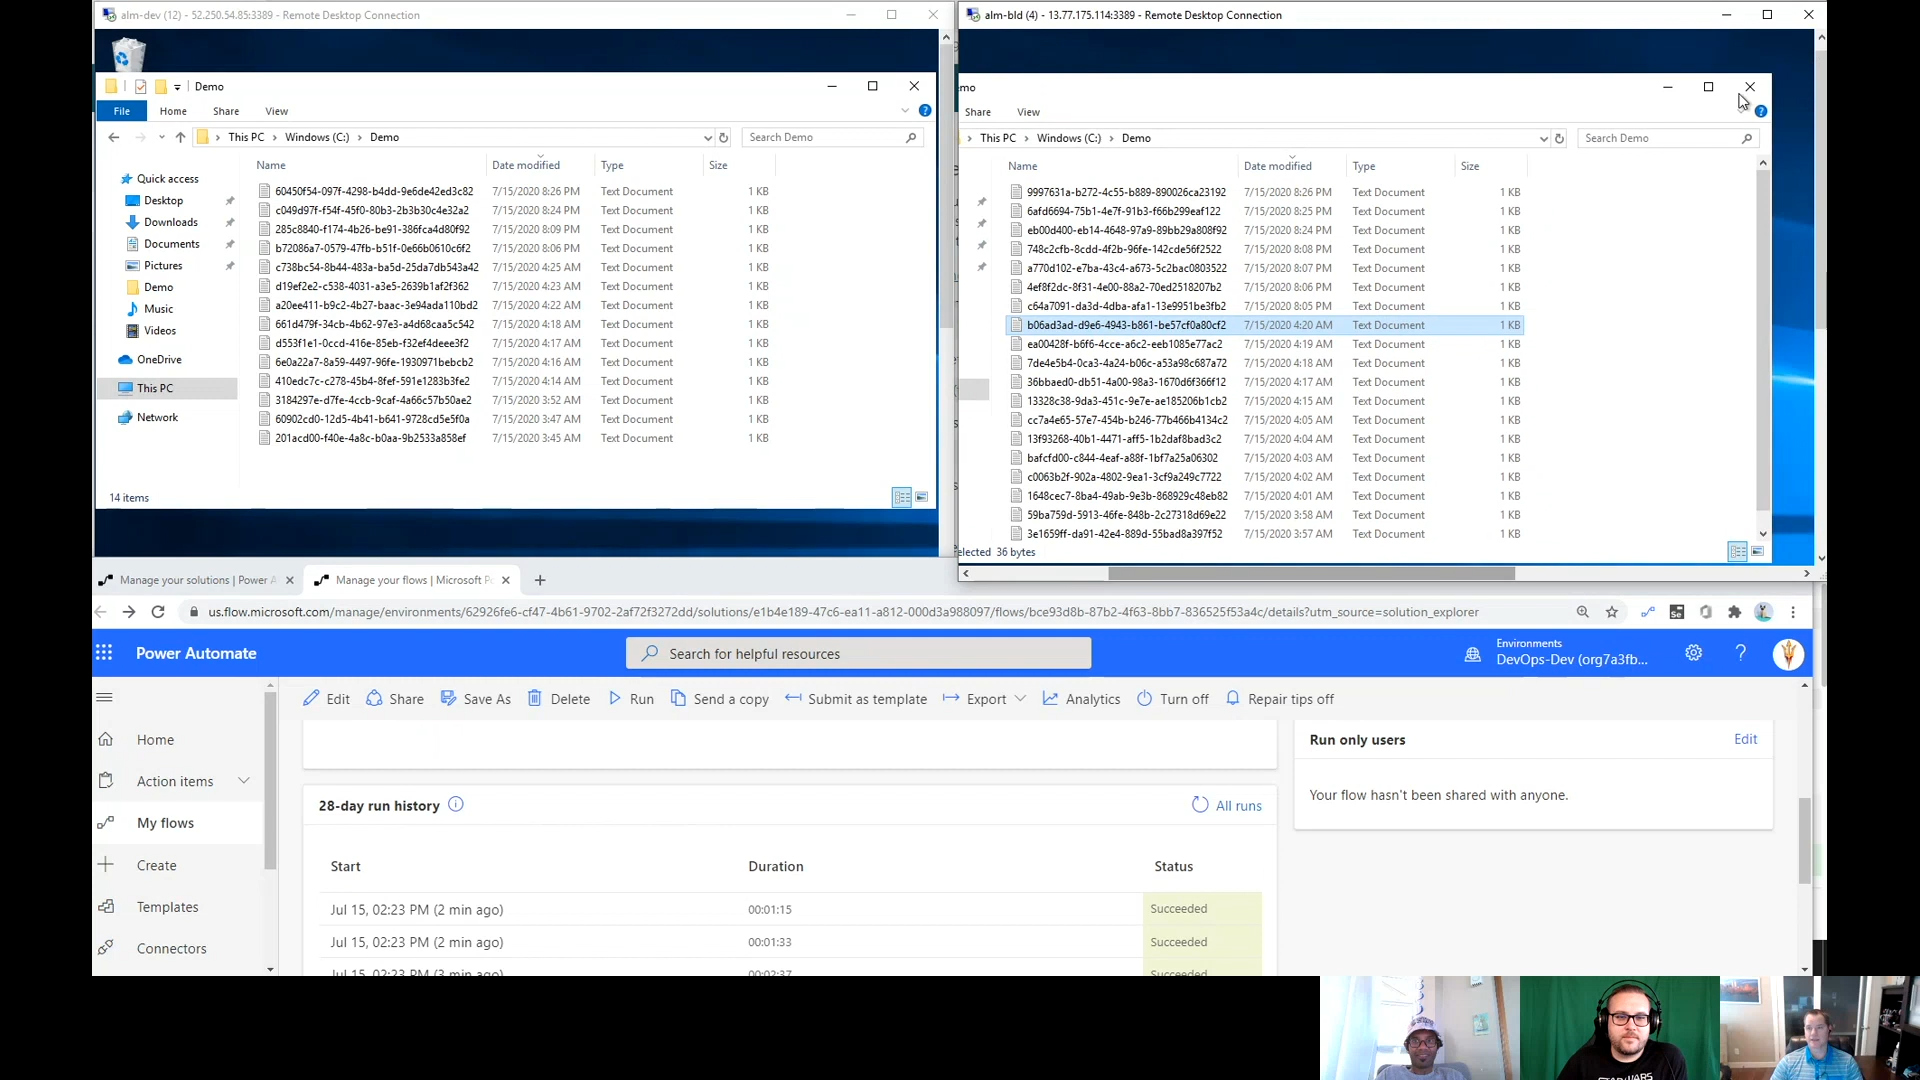 alm-dev (12) - 52.250.54.85:3389 - Remote Desktop Connection
Demo
File Home Share View
This PC Windows (C:) Demo
Search Demo
Name Date modified Type Size
Quick access
Desktop
Downloads
Documents
Pictures
Demo
Music
Videos
OneDrive
This PC
Network
60450f54-097f-4298-b4dd-9e6de42ed3c82 7/15/2020 8:26 PM Text Document 1 KB
c049d97f-f54f-45f0-80b3-2b3b30c4e32a2 7/15/2020 8:24 PM Text Document 1 KB
285c8840-f174-4b26-be91-386fca4d80f92 7/15/2020 8:09 PM Text Document 1 KB
b72086a7-0579-47fb-b51f-0e66b0610c6f2 7/15/2020 8:06 PM Text Document 1 KB
c738bc54-8b44-483a-ba5d-25da7db543a42 7/15/2020 4:25 AM Text Document 1 KB
d19ef2e2-c538-4031-a3e5-2639b1af2f362 7/15/2020 4:23 AM Text Document 1 KB
a20ee411-b9c2-4b27-baac-3e94ada110bd2 7/15/2020 4:22 AM Text Document 1 KB
661d479f-34cb-4b62-97e3-a4d68caa5c542 7/15/2020 4:18 AM Text Document 1 KB
d553f1e1-0ccd-416e-85eb-f32ef4deee3f2 7/15/2020 4:17 AM Text Document 1 KB
6e0a22a7-8a59-4497-96fe-1930971bebcb2 7/15/2020 4:16 AM Text Document 1 KB
410edc7c-c278-45b4-8fef-591e1283b3fe2 7/15/2020 4:14 AM Text Document 1 KB
3184297e-d7fe-4ccb-9caf-4a66c57b50ae2 7/15/2020 3:52 AM Text Document 1 KB
60902cd0-12d5-4b41-b641-9728cd5e5f0a 7/15/2020 3:47 AM Text Document 1 KB
201acd00-f40e-4a8c-b0aa-9b2533a858ef 7/15/2020 3:45 AM Text Document 1 KB
14 items
alm-bld (4) - 13.77.175.114:3389 - Remote Desktop Connection
emo
Share View
This PC Windows (C:) Demo
Search Demo
Name Date modified Type Size
9997631a-b272-4c55-b889-890026ca23192 7/15/2020 8:26 PM Text Document 1 KB
6afd6694-75b1-4e7f-91b3-f66b299eaf122 7/15/2020 8:25 PM Text Document 1 KB
eb00d400-eb14-4648-97a9-89bb29a808f92 7/15/2020 8:24 PM Text Document 1 KB
748c2cfb-8cdd-4f2b-96fe-142cde56f2522 7/15/2020 8:08 PM Text Document 1 KB
a770d102-e7ba-43c4-a673-5c2bac0803522 7/15/2020 8:07 PM Text Document 1 KB
4ef8f2dc-8f31-4e00-88a2-70ed2518207b2 7/15/2020 8:06 PM Text Document 1 KB
c64a7091-da3d-4dba-afa1-13e9951be3fb2 7/15/2020 8:05 PM Text Document 1 KB
b06ad3ad-d9e6-4943-b861-be57cf0a80cf2 7/15/2020 4:20 AM Text Document 1 KB
ea00428f-b6f6-4cce-a6c2-eeb1085e77ac2 7/15/2020 4:19 AM Text Document 1 KB
7de4e5b4-0ca3-4a24-b06c-a53a98c687a72 7/15/2020 4:18 AM Text Document 1 KB
36bbaed0-db51-4a00-98a3-1670d6f366f12 7/15/2020 4:17 AM Text Document 1 KB
13328c38-9da3-451c-9e7e-ae185206b1cb2 7/15/2020 4:15 AM Text Document 1 KB
cc7a4e65-57e7-454b-b246-77b466b4134c2 7/15/2020 4:05 AM Text Document 1 KB
13f93268-40b1-4471-aff5-1b2daf8bad3c2 7/15/2020 4:04 AM Text Document 1 KB
bafcfd00-c844-4eaf-a88f-1bf7a25a06302 7/15/2020 4:03 AM Text Document 1 KB
c0063b2f-902a-4802-9ea1-3cf9a249c7722 7/15/2020 4:02 AM Text Document 1 KB
1648cec7-8ba4-49ab-9e3b-868929c48eb82 7/15/2020 4:01 AM Text Document 1 KB
59ba759d-5913-46fe-848b-2c27318d69e22 7/15/2020 3:58 AM Text Document 1 KB
3e1659ff-da91-42e4-889d-55bad8a397f52 7/15/2020 3:57 AM Text Document 1 KB
elected 36 bytes
Manage your solutions | Power A
Manage your flows | Microsoft P
us.flow.microsoft.com/manage/environments/62926fe6-cf47-4b61-9702-2af72f3272dd/solutions/e1b4e189-47c6-ea11-a812-000d3a988097/flows/bce93d8b-87b2-4f63-8bb7-836525f53a4c/details?utm_source=solution_explorer
Power Automate
Search for helpful resources
Environments
DevOps-Dev (org7a3fb...
Edit Share Save As Delete Run Send a copy Submit as template Export Analytics Turn off Repair tips off
Home
Action items
My flows
Create
Templates
Connectors
28-day run history
All runs
Start Duration Status
Jul 15, 02:23 PM (2 min ago) 00:01:15 Succeeded
Jul 15, 02:23 PM (2 min ago) 00:01:33 Succeeded
Jul 15, 02:23 PM (3 min ago) 00:02:37 Succeeded
Run only users
Edit
Your flow hasn't been shared with anyone.
STAR WARS